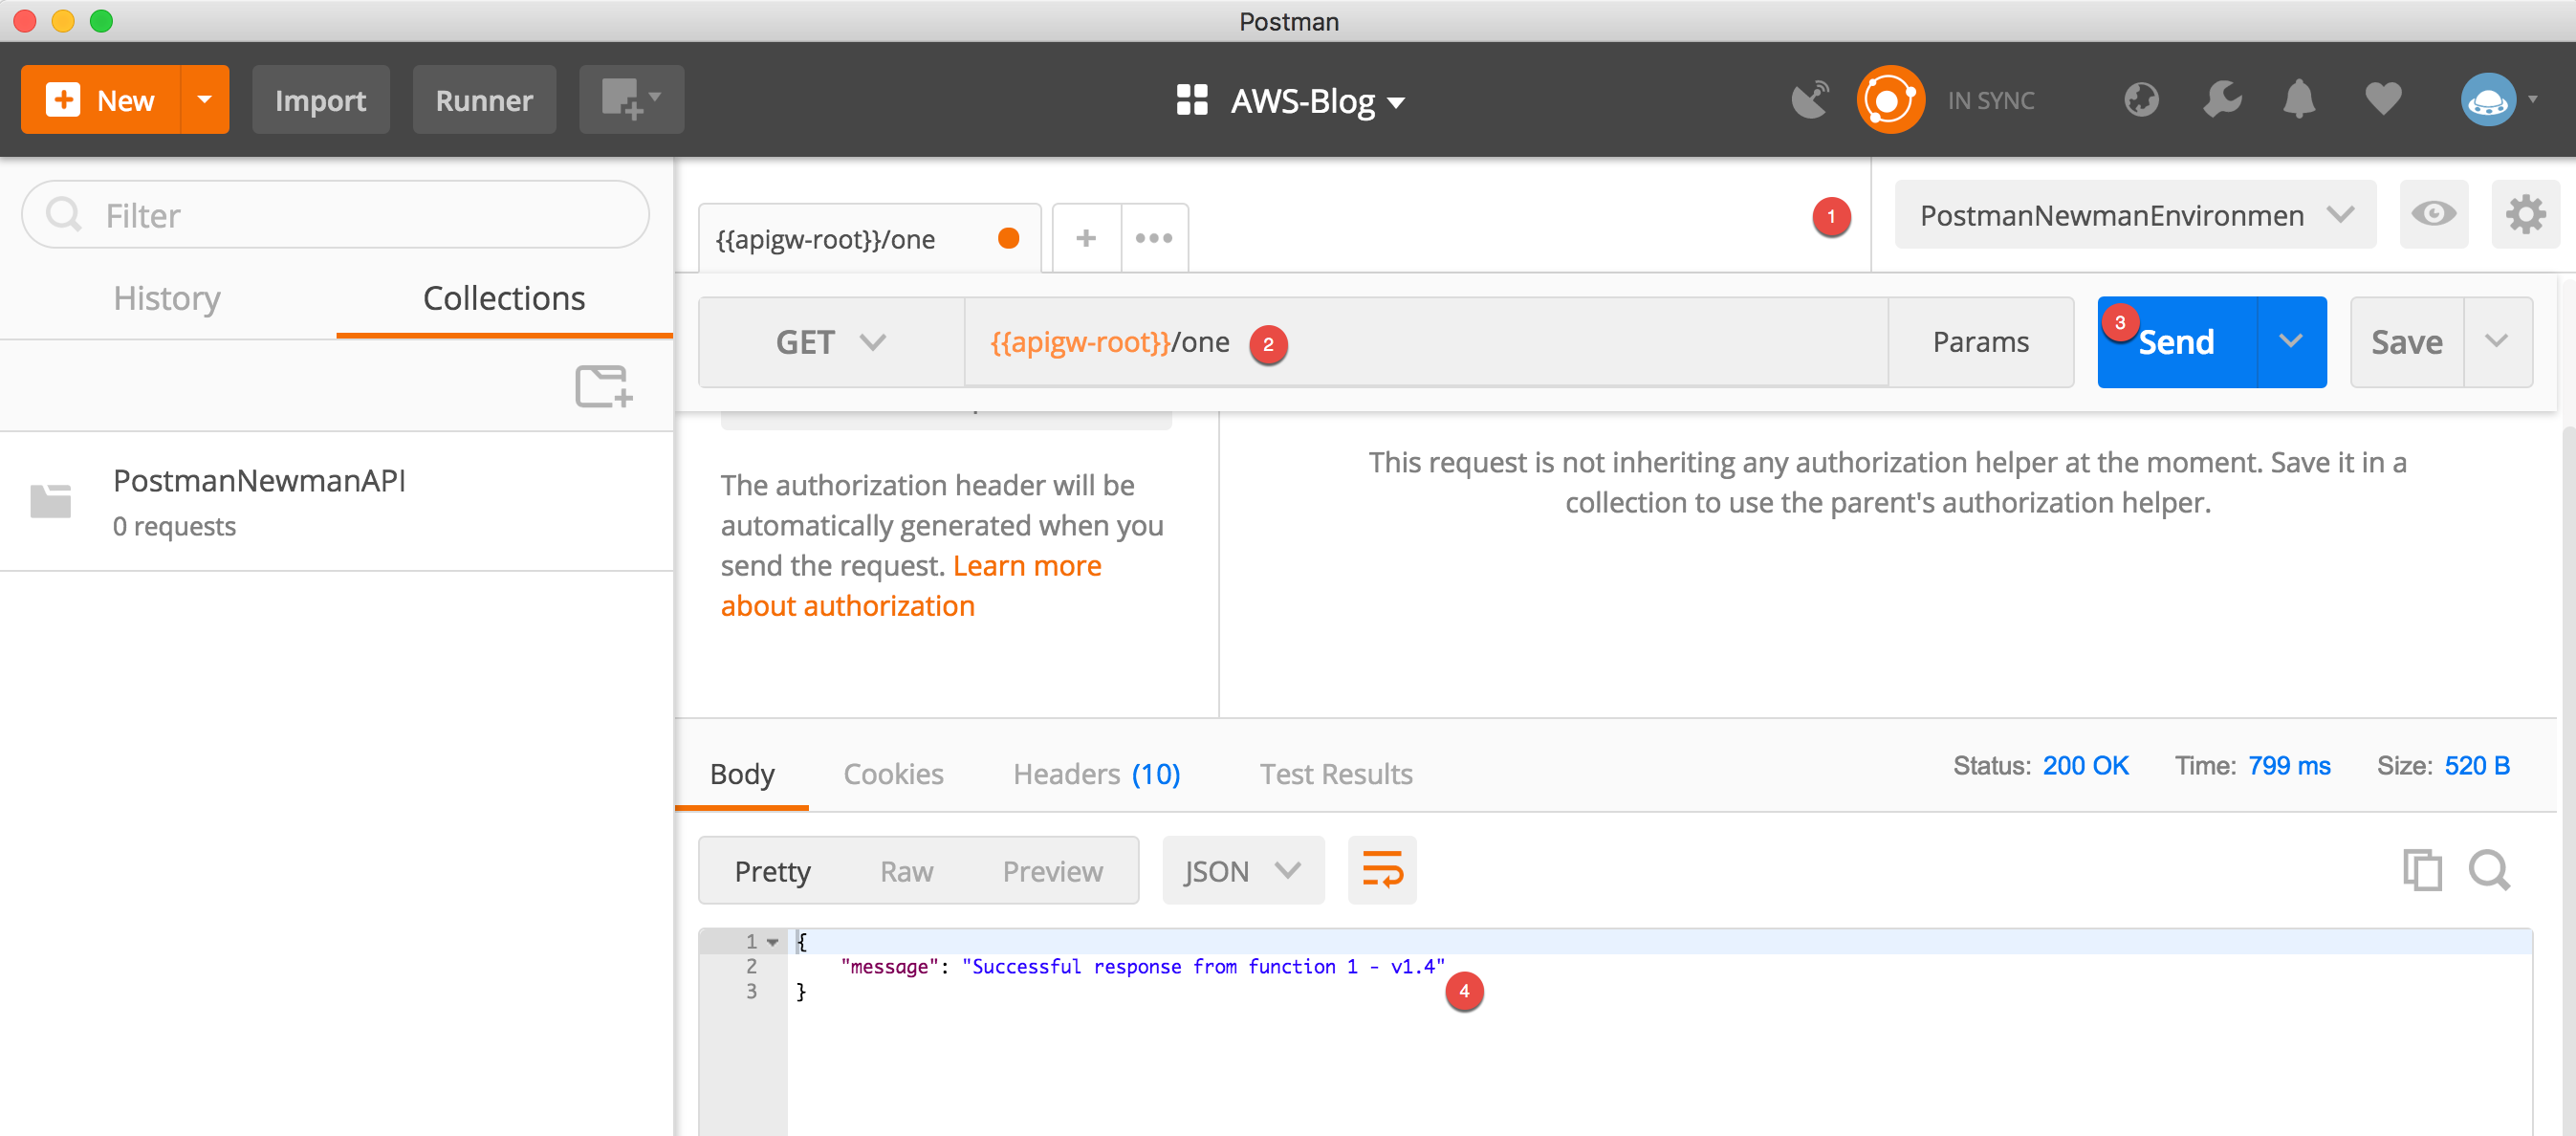 Postman
New
Import
Runner
AWS-Blog
IN SYNC
Filter
History
Collections
PostmanNewmanAPI
0 requests
{{apigw-root}}/one
+
•••
1
PostmanNewmanEnvironmen
GET
{{apigw-root}}/one
2
Params
3
Send
Save
The authorization header will be
automatically generated when you
send the request. Learn more
about authorization
This request is not inheriting any authorization helper at the moment. Save it in a
collection to use the parent's authorization helper.
Body
Cookies
Headers (10)
Test Results
Status: 200 OK
Time: 799 ms
Size: 520 B
Pretty
Raw
Preview
JSON
1 {
2 "message": "Successful response from function 1 - v1.4"
3 }
4